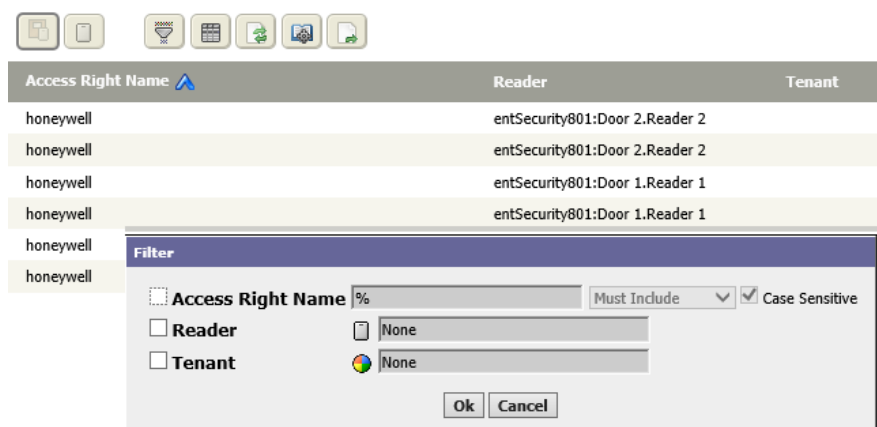 Access Right Name Reader Tenant
honeywell entSecurity801:Door 2.Reader 2
honeywell entSecurity801:Door 2.Reader 2
honeywell entSecurity801:Door 1.Reader 1
honeywell entSecurity801:Door 1.Reader 1
honeywell
honeywell
Filter
Access Right Name % Must Include Case Sensitive
Reader None
Tenant None
Ok Cancel